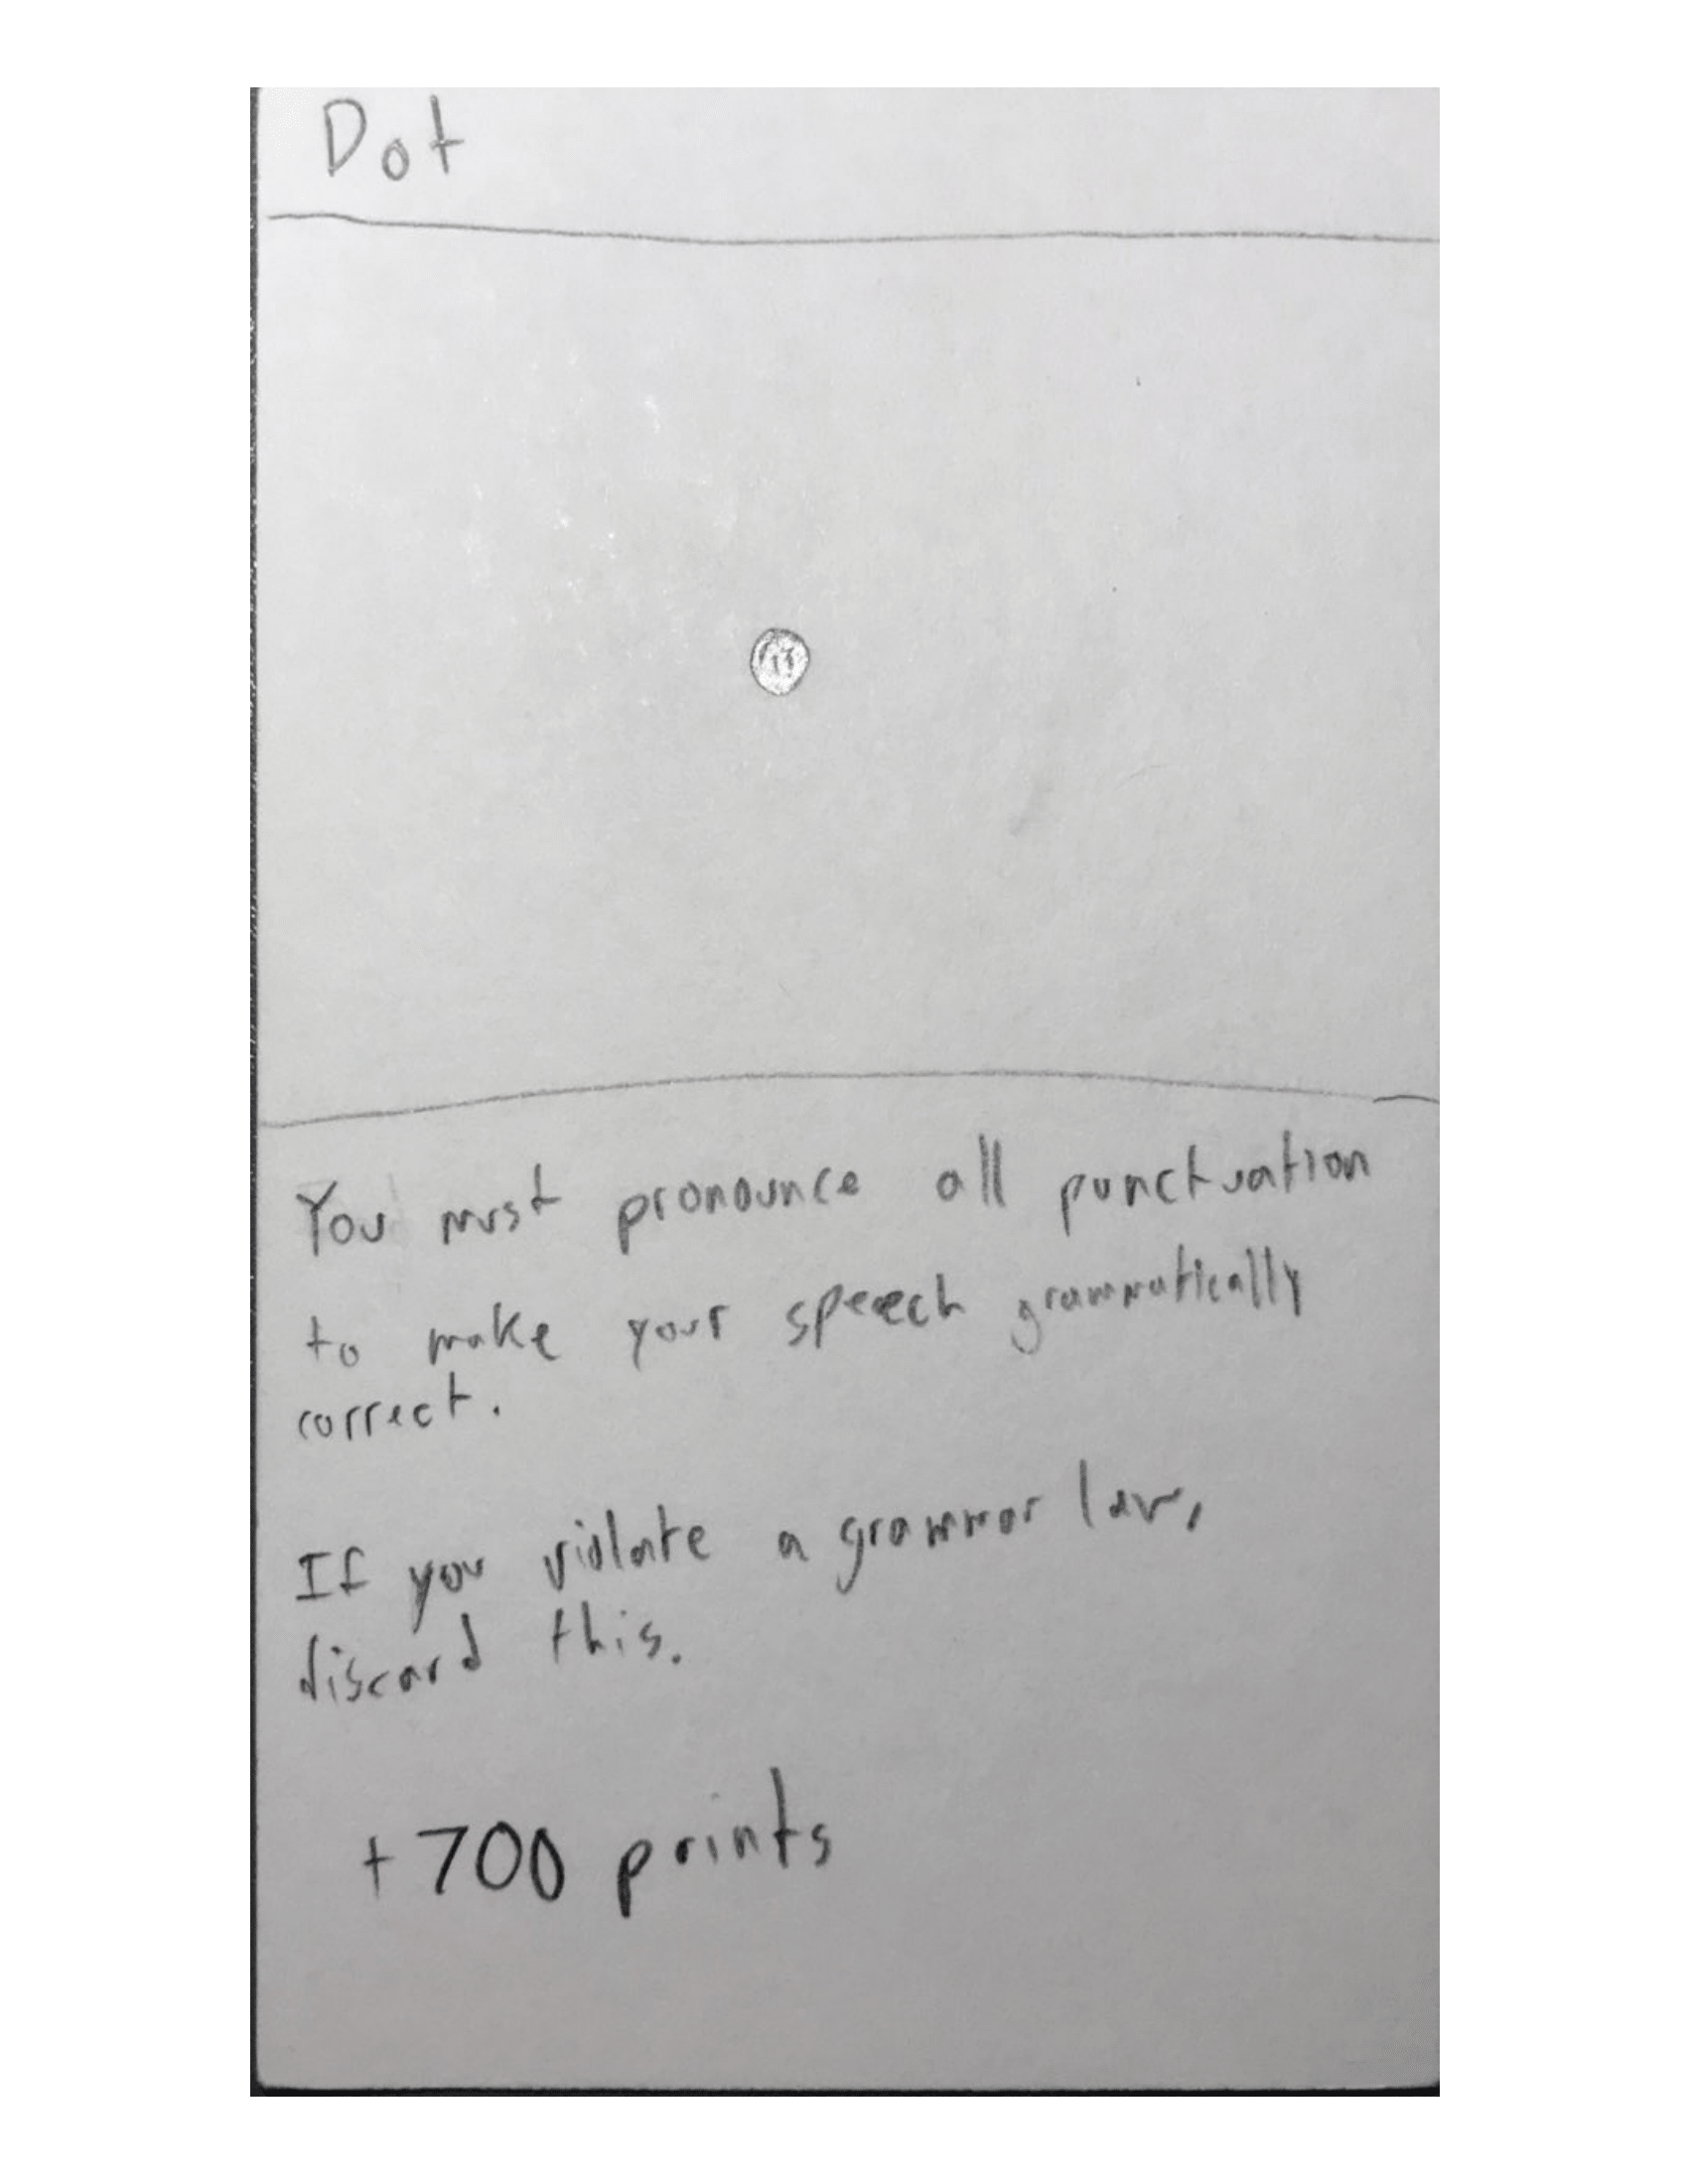 Dot
You must pronounce all punctuation
to make your speech grammatically
correct.
If you violate a grammar law,
discard this.
+700 points